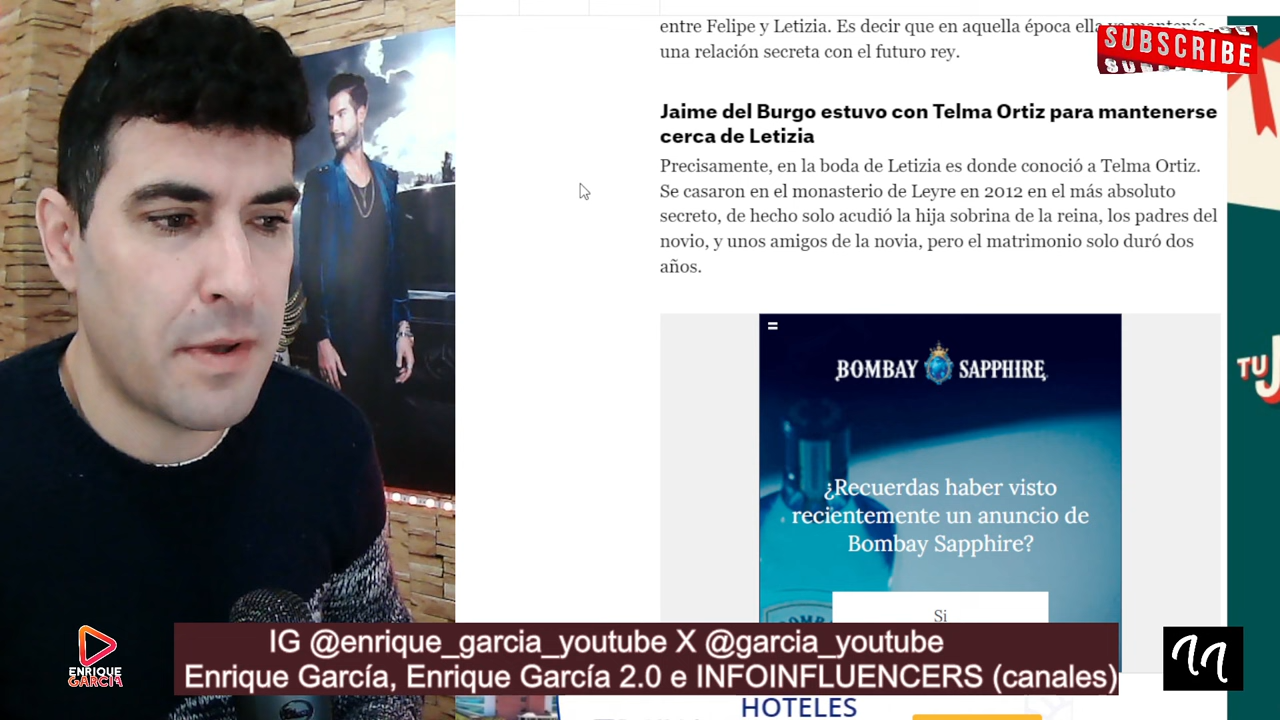 entre Felipe y Letizia. Es decir que en aquella época ella ya mantenía
una relación secreta con el futuro rey.
SUBSCRIBE
Jaime del Burgo estuvo con Telma Ortiz para mantenerse
cerca de Letizia
Precisamente, en la boda de Letizia es donde conoció a Telma Ortiz.
Se casaron en el monasterio de Leyre en 2012 en el más absoluto
secreto, de hecho solo acudió la hija sobrina de la reina, los padres del
novio, y unos amigos de la novia, pero el matrimonio solo duró dos
años.
BOMBAY SAPPHIRE
TU
¿Recuerdas haber visto
recientemente un anuncio de
Bombay Sapphire?
Si
IG @enrique_garcia_youtube X @garcia_youtube
Enrique García, Enrique García 2.0 e INFOINFLUENCERS (canales)
ENRIQUE
GARCÍA
HOTELES